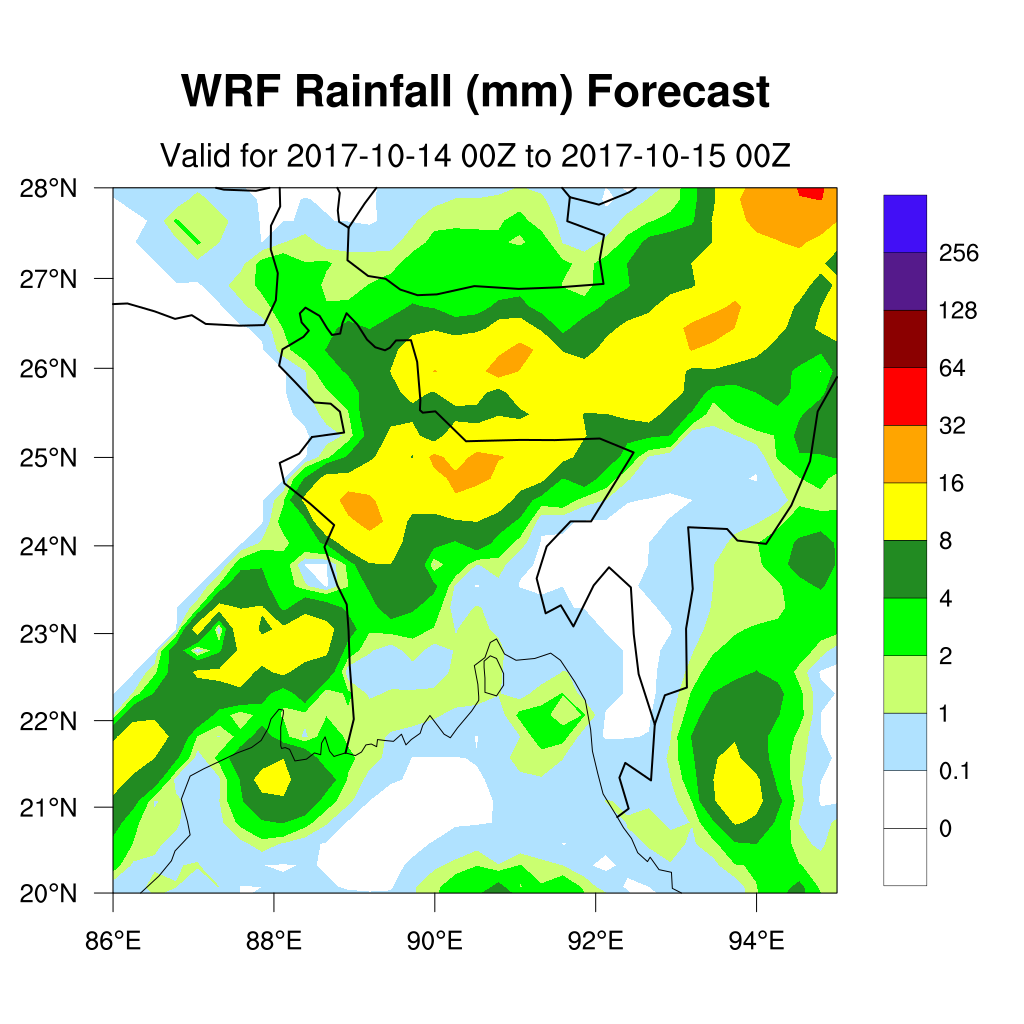 WRF Rainfall (mm) Forecast
Valid for 2017-10-14 00Z to 2017-10-15 00Z
28°N
27°N
26°N
25°N
24°N
23°N
22°N
21°N
20°N
86°E 88°E 90°E 92°E 94°E
256
128
64
32
16
8
4
2
1
0.1
0